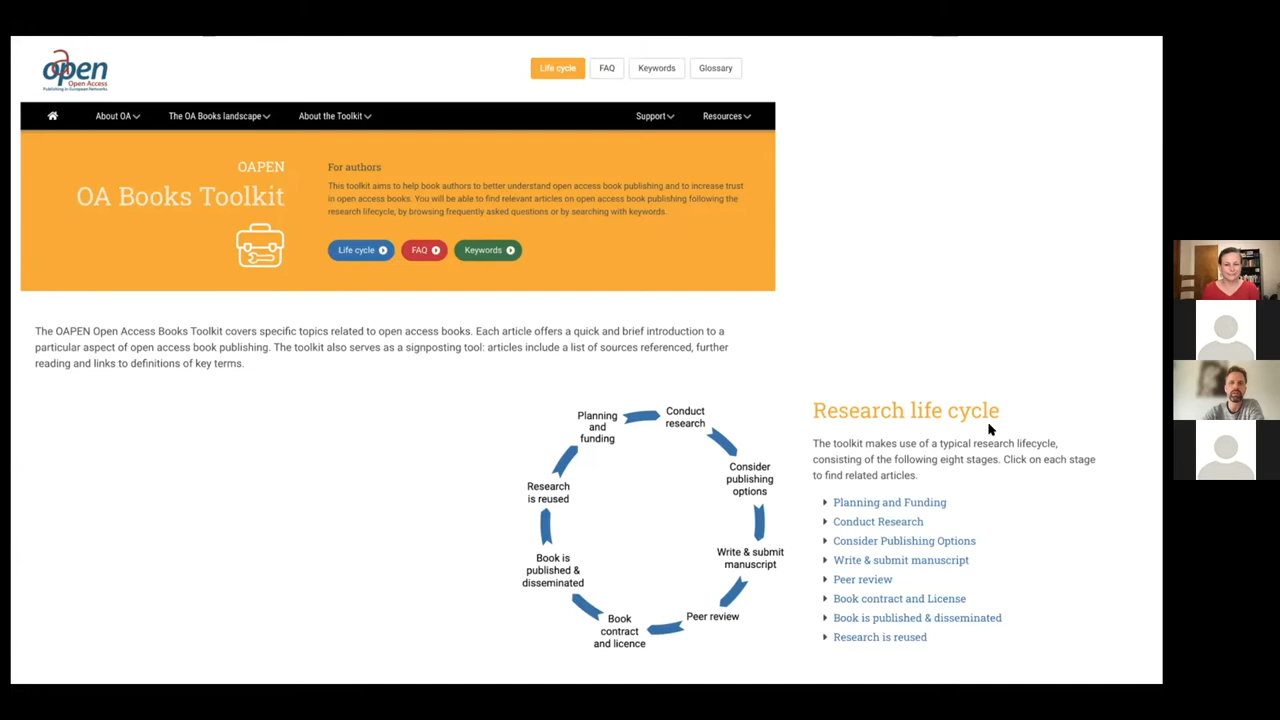 open
Open Access
Publishing in European Networks
Life cycle
FAQ
Keywords
Glossary
About OA
The OA Books landscape
About the Toolkit
Support
Resources
OAPEN
OA Books Toolkit
For authors
This toolkit aims to help book authors to better understand open access book publishing and to increase trust
in open access books. You will be able to find relevant articles on open access book publishing following the
research lifecycle, by browsing frequently asked questions or by searching with keywords.
Life cycle
FAQ
Keywords
The OAPEN Open Access Books Toolkit covers specific topics related to open access books. Each article offers a quick and brief introduction to a
particular aspect of open access book publishing. The toolkit also serves as a signposting tool: articles include a list of sources referenced, further
reading and links to definitions of key terms.
Planning
and
funding
Conduct
research
Consider
publishing
options
Write & submit
manuscript
Peer review
Book
contract
and licence
Book is
published &
disseminated
Research
is reused
Research life cycle
The toolkit makes use of a typical research lifecycle,
consisting of the following eight stages. Click on each stage
to find related articles.
Planning and Funding
Conduct Research
Consider Publishing Options
Write & submit manuscript
Peer review
Book contract and License
Book is published & disseminated
Research is reused